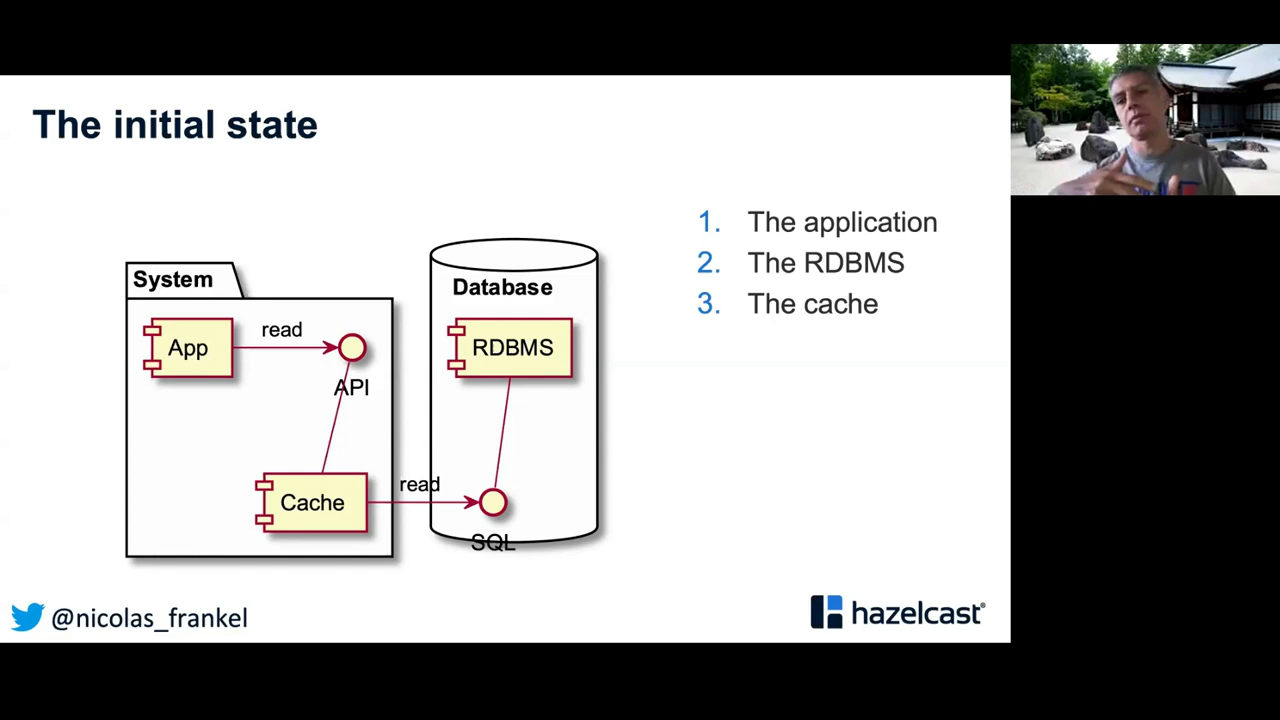 The initial state
1. The application
2. The RDBMS
3. The cache
System
App
read
API
Cache
read
Database
RDBMS
SQL
@nicolas_frankel
hazelcast®